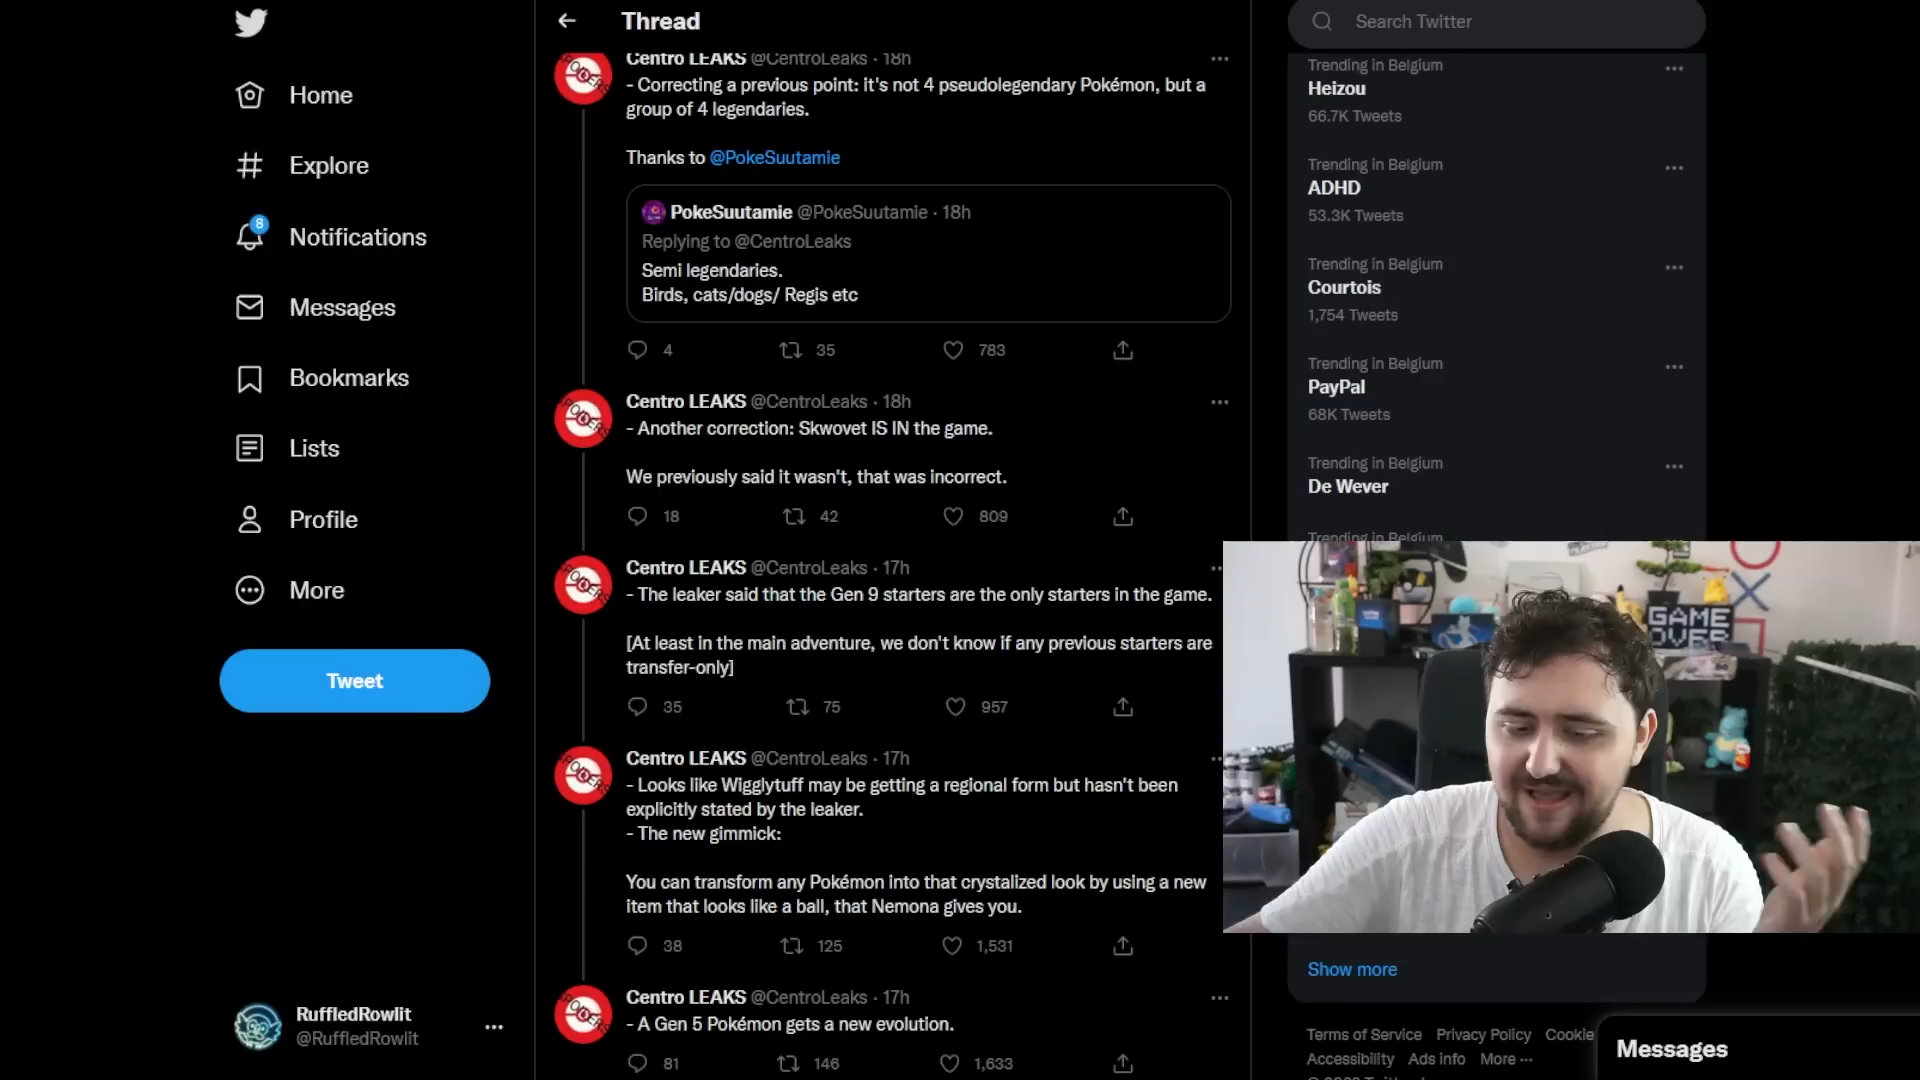 Home
Explore
8
Notifications
Messages
Bookmarks
Lists
Profile
More
Tweet
RuffledRowlit
@RuffledRowlit
Thread
Centro LEAKS @CentroLeaks · 18h
- Correcting a previous point: it's not 4 pseudolegendary Pokémon, but a
group of 4 legendaries.
Thanks to @PokeSuutamie
PokeSuutamie @PokeSuutamie · 18h
Replying to @CentroLeaks
Semi legendaries.
Birds, cats/dogs/ Regis etc
4 35 783
Centro LEAKS @CentroLeaks · 18h
- Another correction: Skwovet IS IN the game.
We previously said it wasn't, that was incorrect.
18 42 809
Centro LEAKS @CentroLeaks · 17h
- The leaker said that the Gen 9 starters are the only starters in the game.
[At least in the main adventure, we don't know if any previous starters are
transfer-only]
35 75 957
Centro LEAKS @CentroLeaks · 17h
- Looks like Wigglytuff may be getting a regional form but hasn't been
explicitly stated by the leaker.
- The new gimmick:
You can transform any Pokémon into that crystalized look by using a new
item that looks like a ball, that Nemona gives you.
38 125 1,531
Centro LEAKS @CentroLeaks · 17h
- A Gen 5 Pokémon gets a new evolution.
81 146 1,633
Search Twitter
Trending in Belgium
Heizou
66.7K Tweets
Trending in Belgium
ADHD
53.3K Tweets
Trending in Belgium
Courtois
1,754 Tweets
Trending in Belgium
PayPal
68K Tweets
Trending in Belgium
De Wever
Trending in Belgium
GAME
OVER
Show more
Terms of Service Privacy Policy Cookie
Accessibility Ads info More ···
Messages